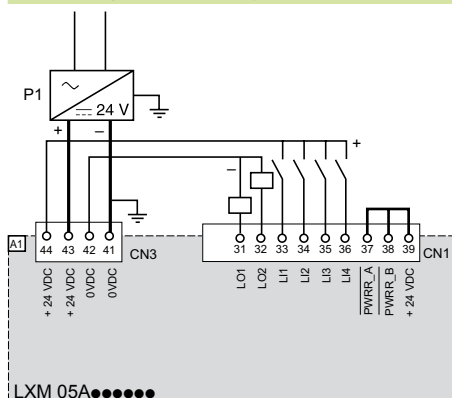 P1
24 V
+ –
– +
A1
44 43 42 41
CN3
31 32 33 34 35 36 37 38 39
CN1
+ 24 VDC
+ 24 VDC
0VDC
0VDC
LO1
LO2
LI1
LI2
LI3
LI4
PWRR_A
PWRR_B
+ 24 VDC
LXM 05A●●●●●●